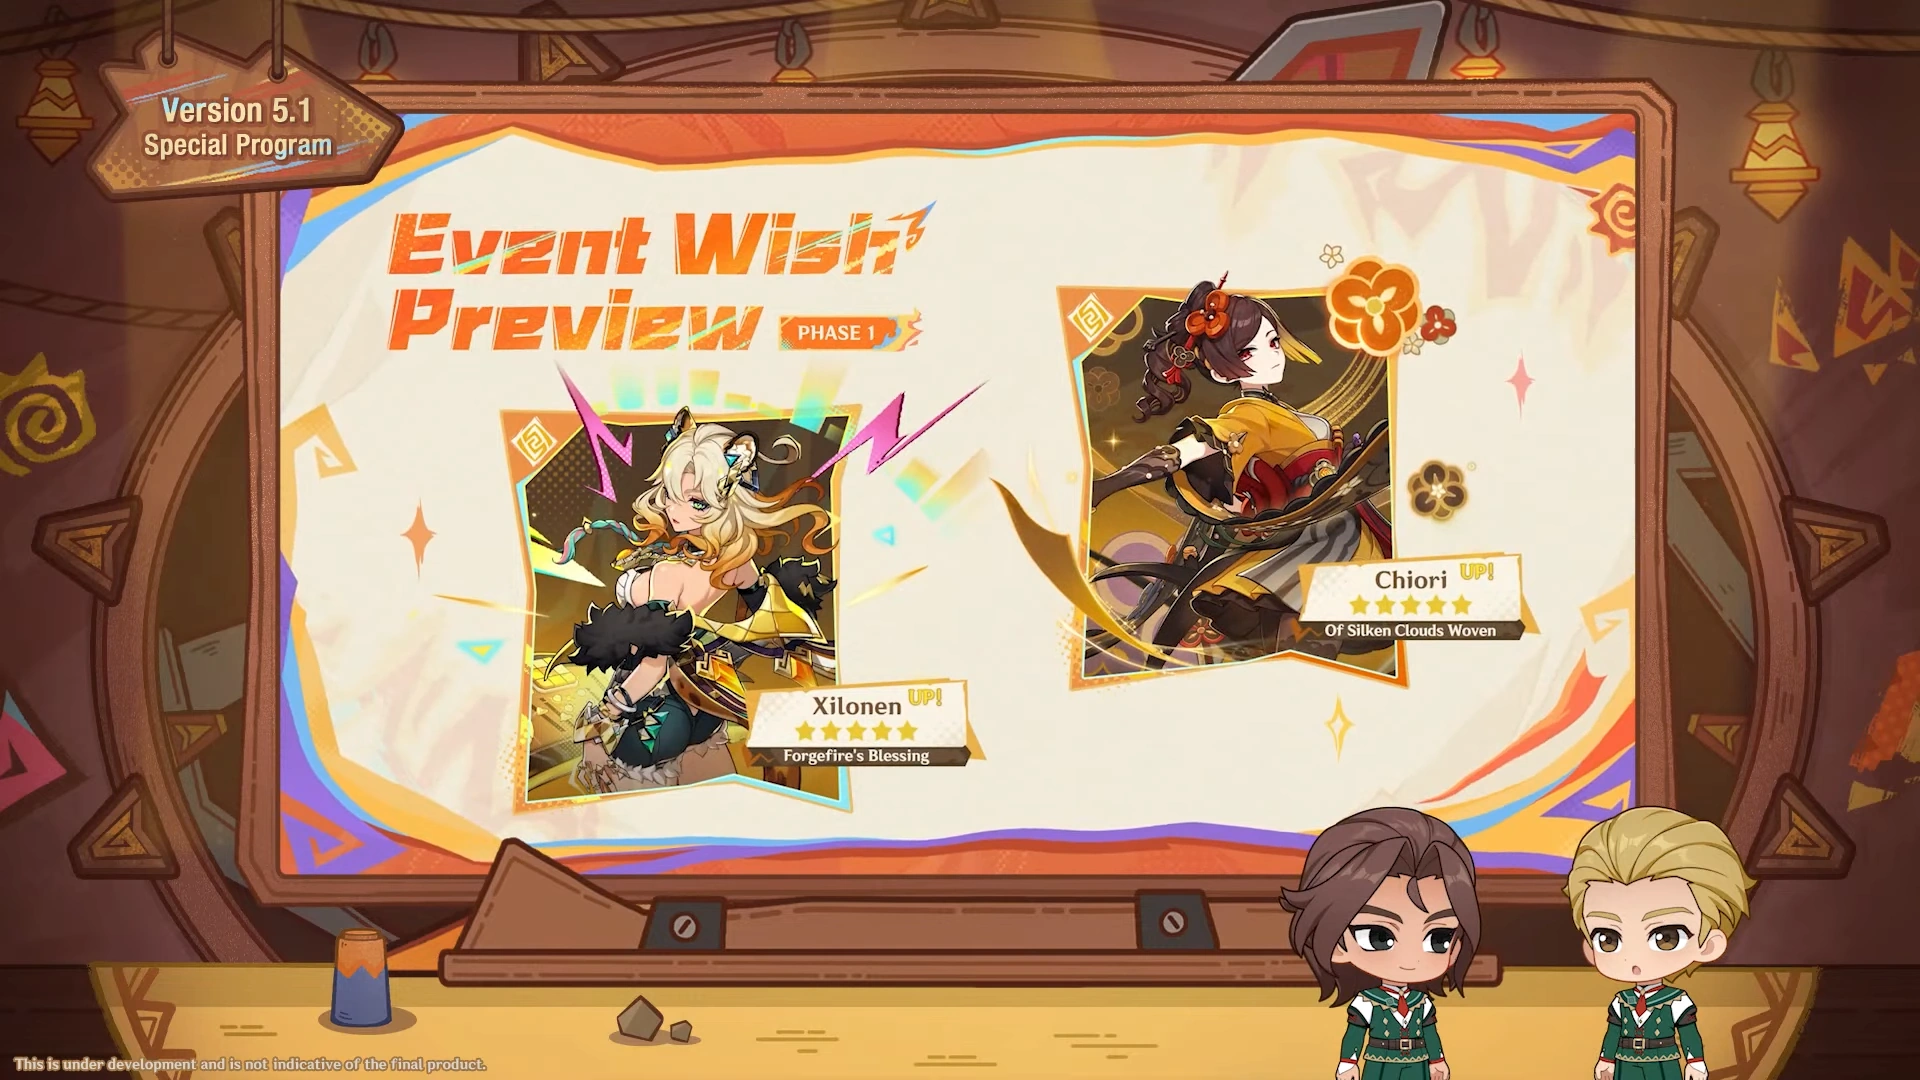 Version 5.1
Special Program
Event Wish
Preview
PHASE 1
Xilonen UP!
Forgefire's Blessing
Chiori UP!
Of Silken Clouds Woven
This is under development and is not indicative of the final product.